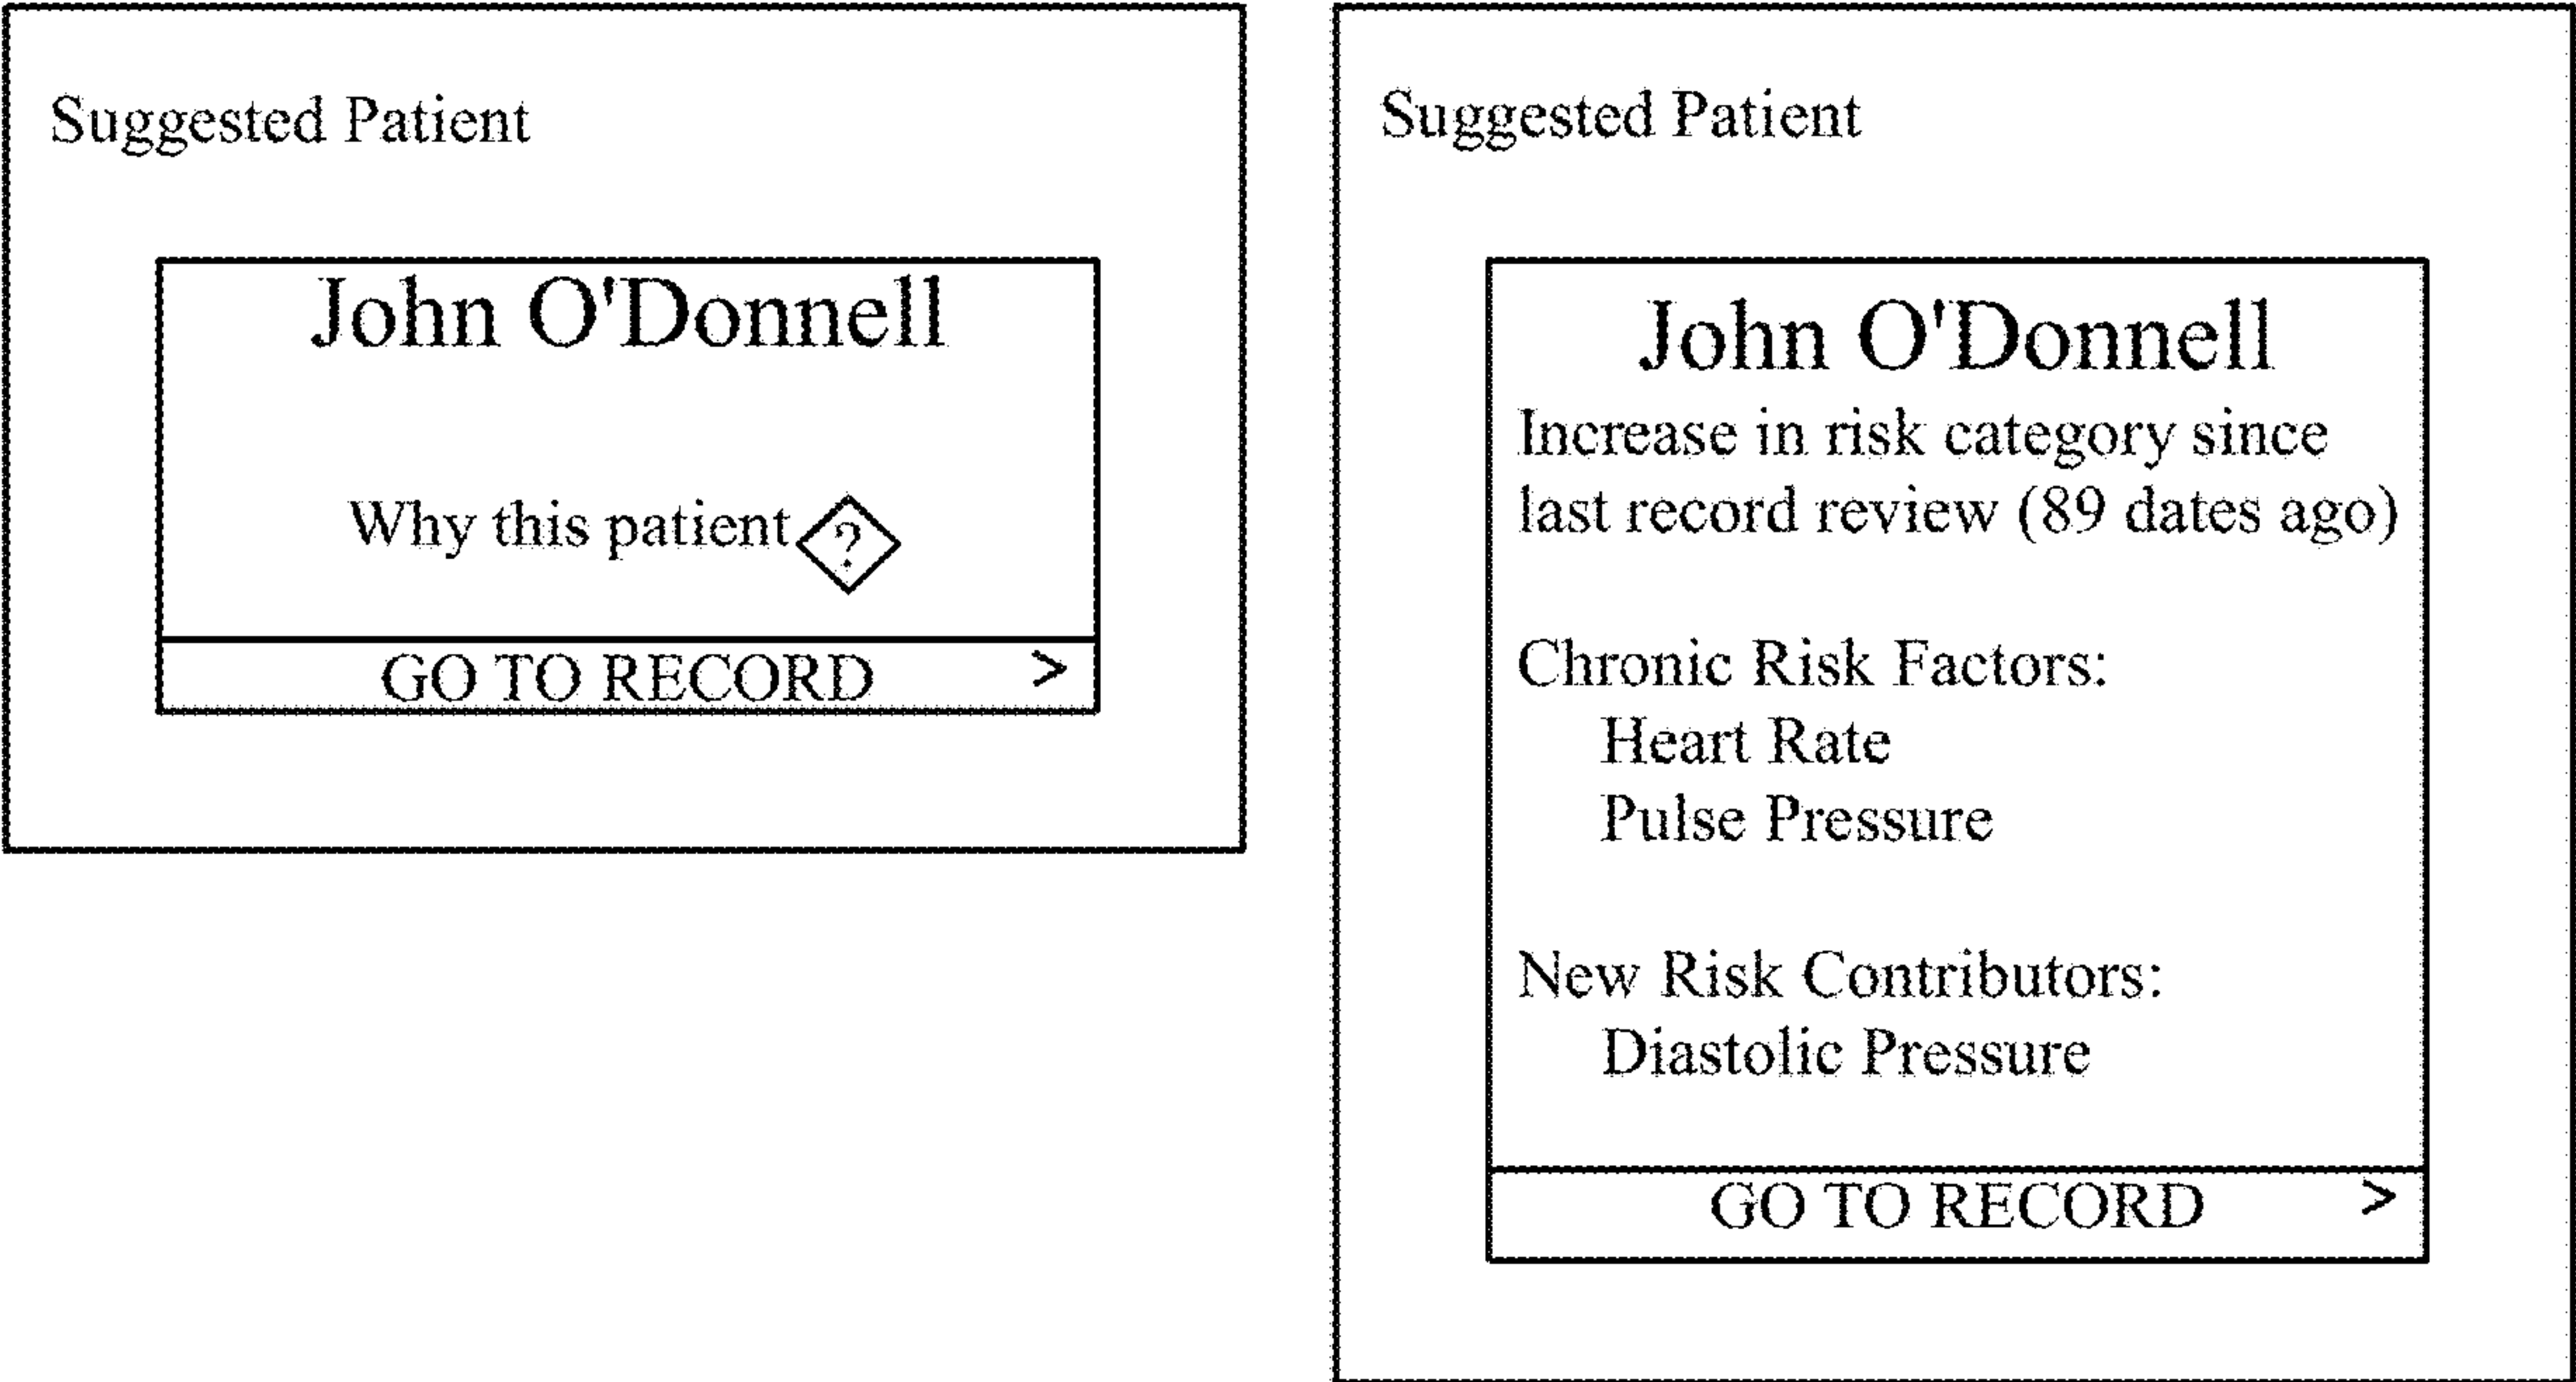 Suggested Patient
John O'Donnell
Why this patient ?
GO TO RECORD >
Suggested Patient
John O'Donnell
Increase in risk category since
last record review (89 dates ago)
Chronic Risk Factors:
Heart Rate
Pulse Pressure
New Risk Contributors:
Diastolic Pressure
GO TO RECORD >